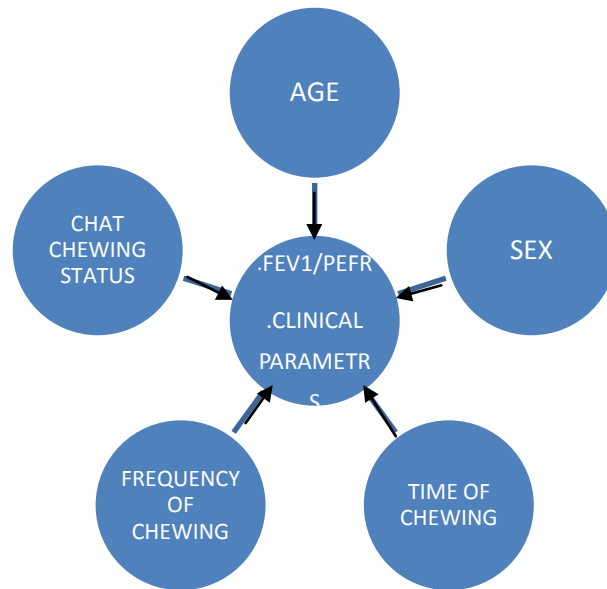 AGE
CHAT
CHEWING
STATUS
SEX
.FEV1/PEFR
.CLINICAL
PARAMETR
S
FREQUENCY
OF
CHEWING
TIME OF
CHEWING